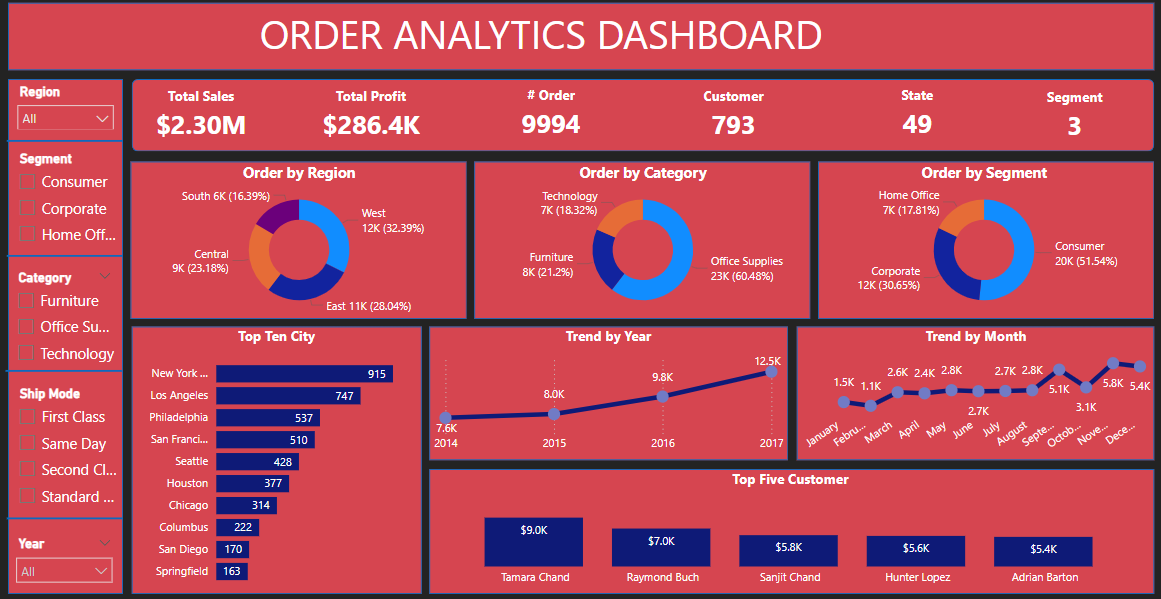 ORDER ANALYTICS DASHBOARD
Region
All
Segment
Consumer
Corporate
Home Off...
Category
Furniture
Office Su...
Technology
Ship Mode
First Class
Same Day
Second Cl...
Standard ...
Year
All
Total Sales
$2.30M
Total Profit
$286.4K
# Order
9994
Customer
793
State
49
Segment
3
Order by Region
South 6K (16.39%)
West
12K (32.39%)
Central
9K (23.18%)
East 11K (28.04%)
Order by Category
Technology
7K (18.32%)
Furniture
8K (21.2%)
Office Supplies
23K (60.48%)
Order by Segment
Home Office
7K (17.81%)
Consumer
20K (51.54%)
Corporate
12K (30.65%)
Top Ten City
New York ... 915
Los Angeles 747
Philadelphia 537
San Franci... 510
Seattle 428
Houston 377
Chicago 314
Columbus 222
San Diego 170
Springfield 163
Trend by Year
7.6K 8.0K 9.8K 12.5K
2014 2015 2016 2017
Trend by Month
1.5K 1.1K 2.6K 2.4K 2.8K 2.7K 2.7K 2.8K 5.1K 3.1K 5.8K 5.4K
January Febru... March April May June July August Septe... Octob... Nove... Dece...
Top Five Customer
$9.0K $7.0K $5.8K $5.6K $5.4K
Tamara Chand Raymond Buch Sanjit Chand Hunter Lopez Adrian Barton